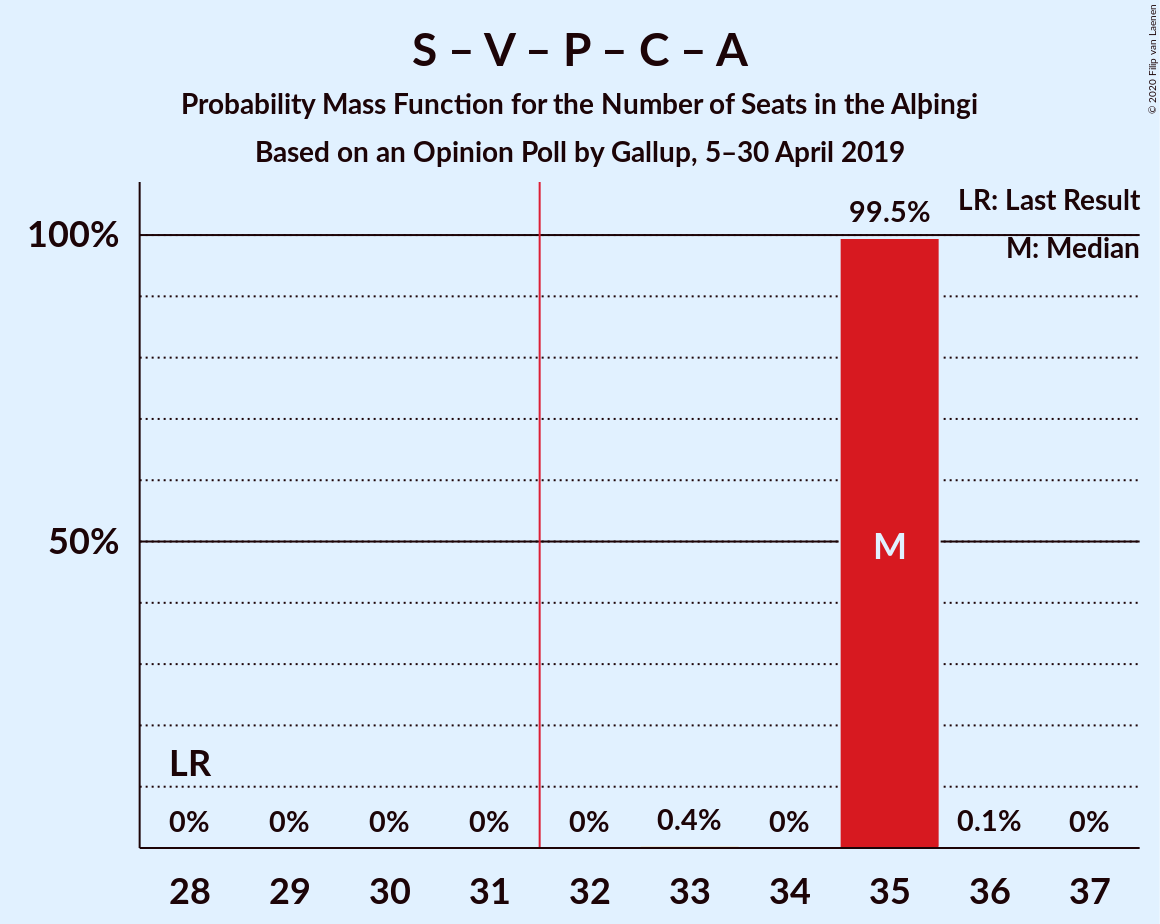 S – V – P – C – A
Probability Mass Function for the Number of Seats in the Alþingi
Based on an Opinion Poll by Gallup, 5–30 April 2019
© 2020 Filip van Laenen
LR: Last Result
M: Median
99.5%
100%
50%
M
LR
0% 0% 0% 0% 0% 0.4% 0% 0.1% 0%
28 29 30 31 32 33 34 35 36 37